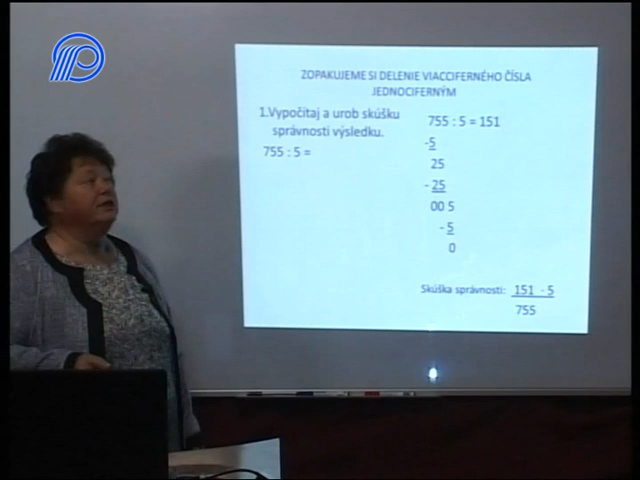 ZOPAKUJEME SI DELENIE VIACCIFERNÉHO ČÍSLA
JEDNOCIFERNÝM
1.Vypočítaj a urob skúšku
správnosti výsledku.
755 : 5 =
755 : 5 = 151
-5
25
- 25
00 5
- 5
0
Skúška správnosti: 151 · 5
755